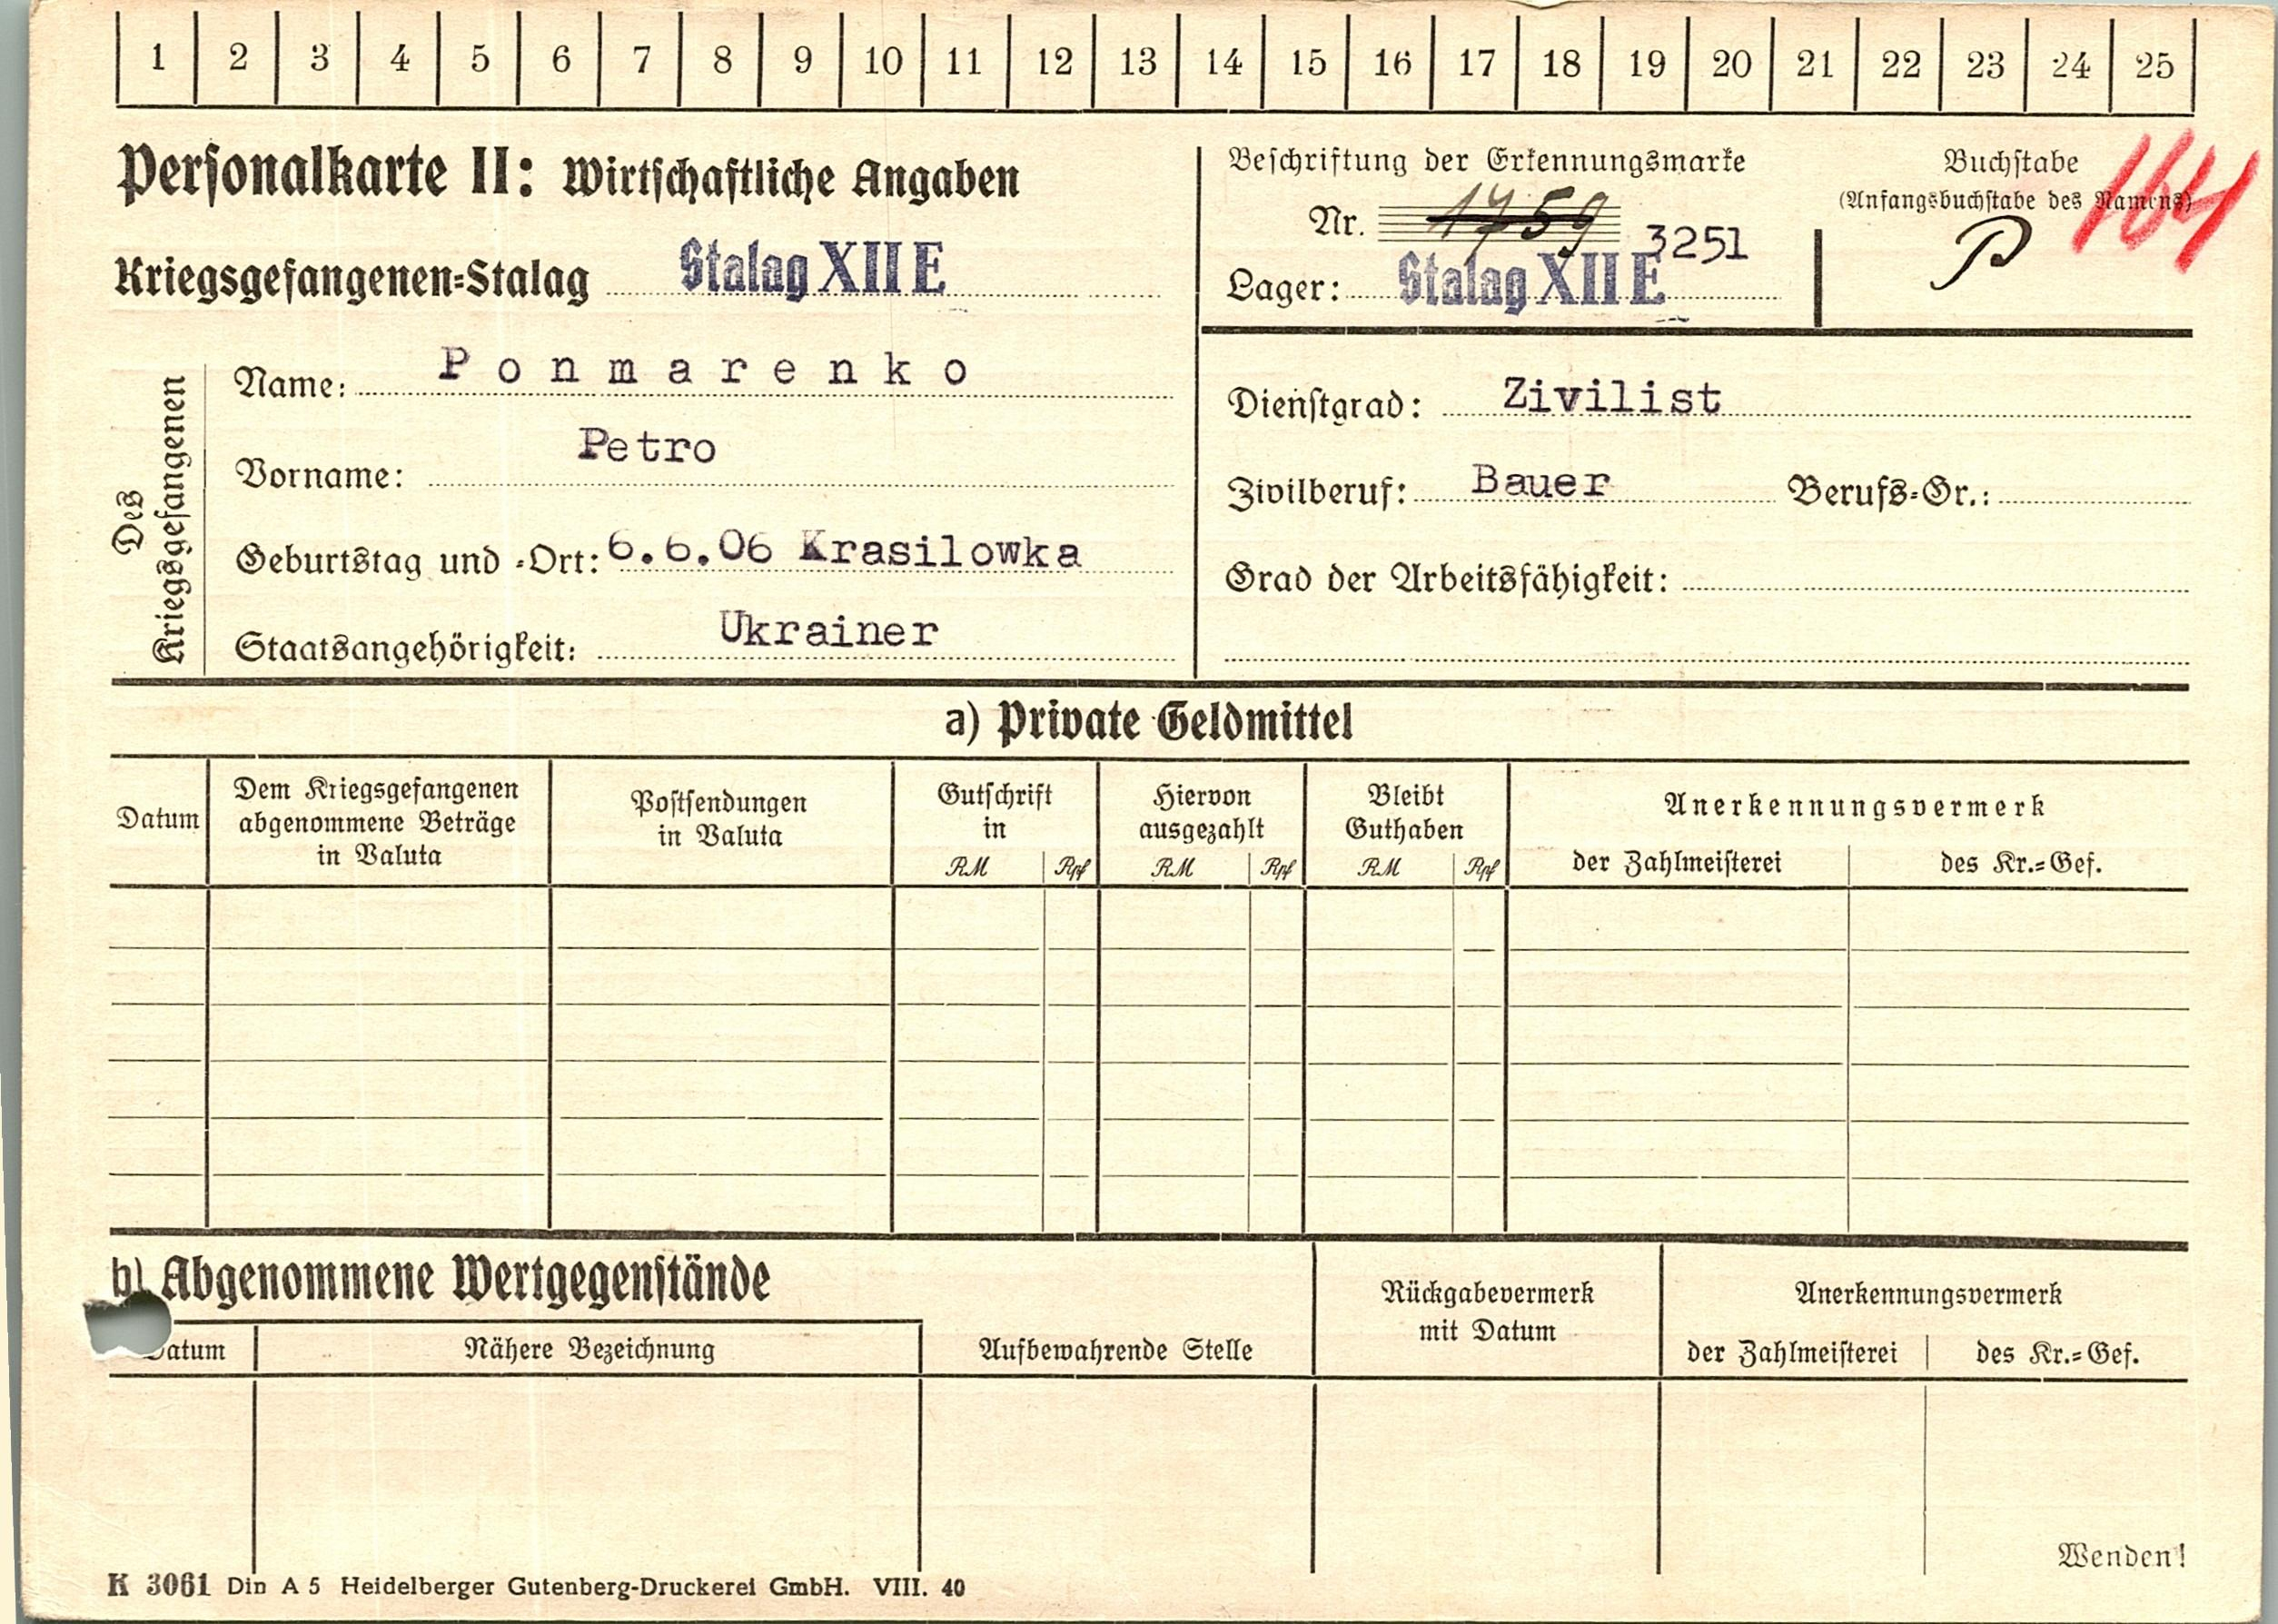 1 2 3 4 5 6 7 8 9 10 11 12 13 14 15 16 17 18 19 20 21 22 23 24 25
Personalkarte II: Wirtschaftliche Angaben
Kriegsgefangenen=Stalag Stalag XII E
Beschriftung der Erkennungsmarke
Nr. 1759 3251
Lager: Stalag XII E
Buchstabe
(Anfangsbuchstabe des Namens)
P
164
Des Kriegsgefangenen
Name: Ponmarenko
Vorname: Petro
Geburtstag und =Ort: 6.6.06 Krasilowka
Staatsangehörigkeit: Ukrainer
Dienstgrad: Zivilist
Zivilberuf: Bauer Berufs=Gr.:
Grad der Arbeitsfähigkeit:
a) Private Geldmittel
Datum
Dem Kriegsgefangenen
abgenommene Beträge
in Valuta
Postsendungen
in Valuta
Gutschrift
in
RM Rpf
Hiervon
ausgezahlt
RM Rpf
Bleibt
Guthaben
RM Rpf
Anerkennungsvermerk
der Zahlmeisterei des Kr.=Gef.
b) Abgenommene Wertgegenstände
Datum Nähere Bezeichnung Aufbewahrende Stelle
Rückgabevermerk
mit Datum
Anerkennungsvermerk
der Zahlmeisterei des Kr.=Gef.
Wenden!
K 3061 Din A 5 Heidelberger Gutenberg-Druckerei GmbH. VIII. 40